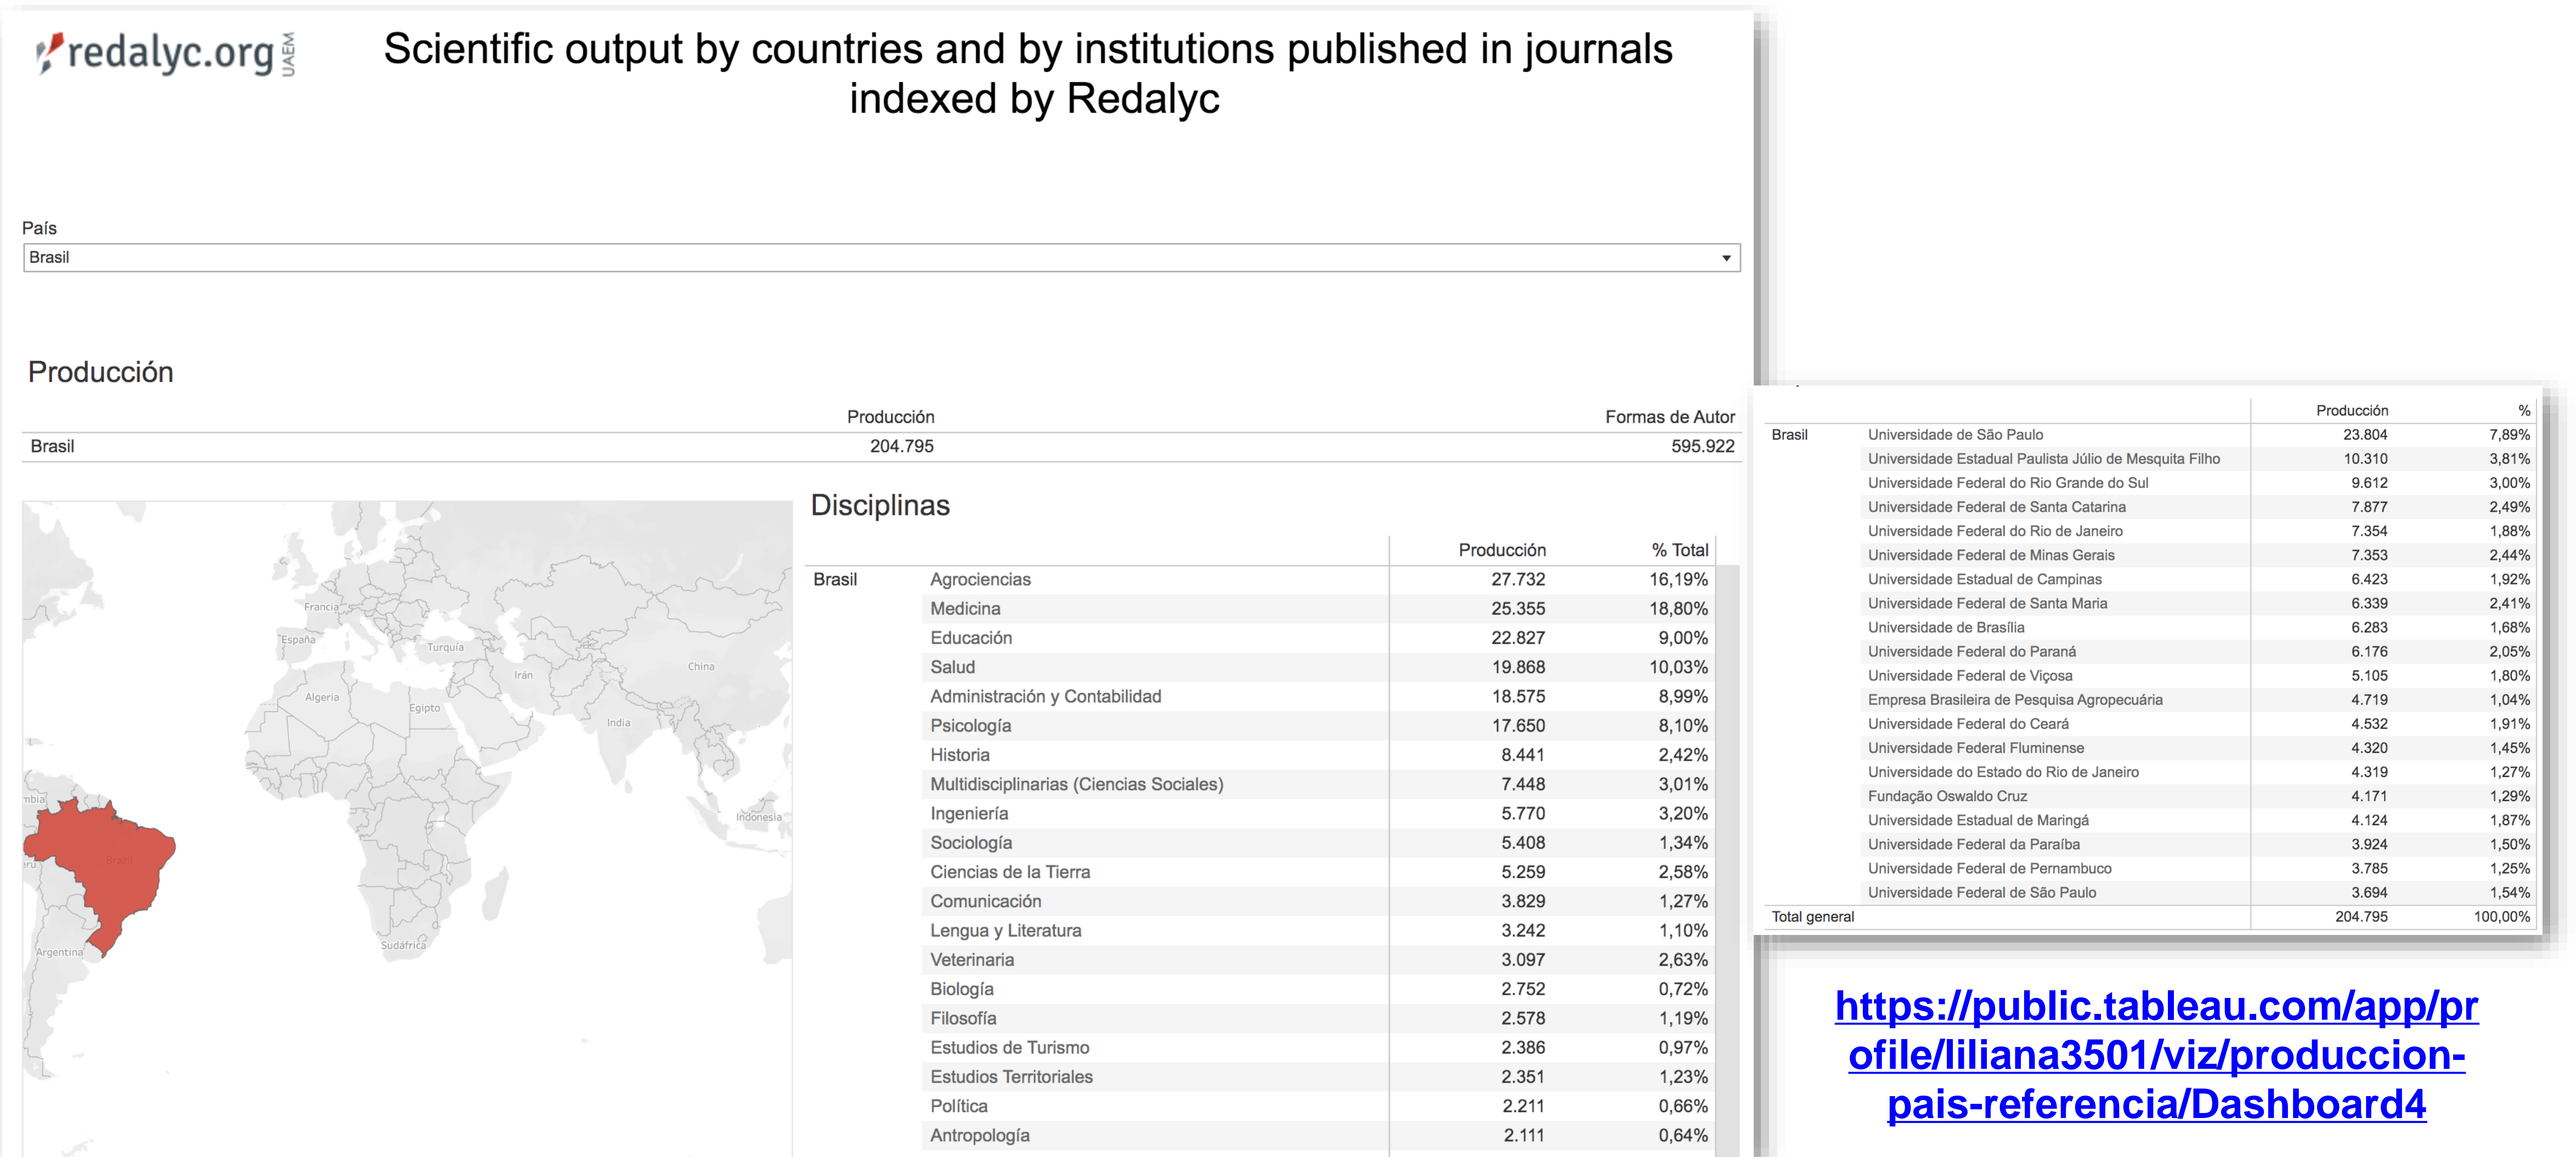 redalyc.org UAEM
Scientific output by countries and by institutions published in journals
indexed by Redalyc
País
Brasil
Producción
Producción Formas de Autor
Brasil 204.795 595.922
Francia
España
Turquía
China
Irán
Algeria
Egipto
India
Indonesia
mbia
Brazil
erú
Sudáfrica
Argentina
Disciplinas
Producción % Total
Brasil Agrociencias 27.732 16,19%
Medicina 25.355 18,80%
Educación 22.827 9,00%
Salud 19.868 10,03%
Administración y Contabilidad 18.575 8,99%
Psicología 17.650 8,10%
Historia 8.441 2,42%
Multidisciplinarias (Ciencias Sociales) 7.448 3,01%
Ingeniería 5.770 3,20%
Sociología 5.408 1,34%
Ciencias de la Tierra 5.259 2,58%
Comunicación 3.829 1,27%
Lengua y Literatura 3.242 1,10%
Veterinaria 3.097 2,63%
Biología 2.752 0,72%
Filosofía 2.578 1,19%
Estudios de Turismo 2.386 0,97%
Estudios Territoriales 2.351 1,23%
Política 2.211 0,66%
Antropología 2.111 0,64%
Producción %
Brasil Universidade de São Paulo 23.804 7,89%
Universidade Estadual Paulista Júlio de Mesquita Filho 10.310 3,81%
Universidade Federal do Rio Grande do Sul 9.612 3,00%
Universidade Federal de Santa Catarina 7.877 2,49%
Universidade Federal do Rio de Janeiro 7.354 1,88%
Universidade Federal de Minas Gerais 7.353 2,44%
Universidade Estadual de Campinas 6.423 1,92%
Universidade Federal de Santa Maria 6.339 2,41%
Universidade de Brasília 6.283 1,68%
Universidade Federal do Paraná 6.176 2,05%
Universidade Federal de Viçosa 5.105 1,80%
Empresa Brasileira de Pesquisa Agropecuária 4.719 1,04%
Universidade Federal do Ceará 4.532 1,91%
Universidade Federal Fluminense 4.320 1,45%
Universidade do Estado do Rio de Janeiro 4.319 1,27%
Fundação Oswaldo Cruz 4.171 1,29%
Universidade Estadual de Maringá 4.124 1,87%
Universidade Federal da Paraíba 3.924 1,50%
Universidade Federal de Pernambuco 3.785 1,25%
Universidade Federal de São Paulo 3.694 1,54%
Total general 204.795 100,00%
https://public.tableau.com/app/pr
ofile/liliana3501/viz/produccion-
pais-referencia/Dashboard4